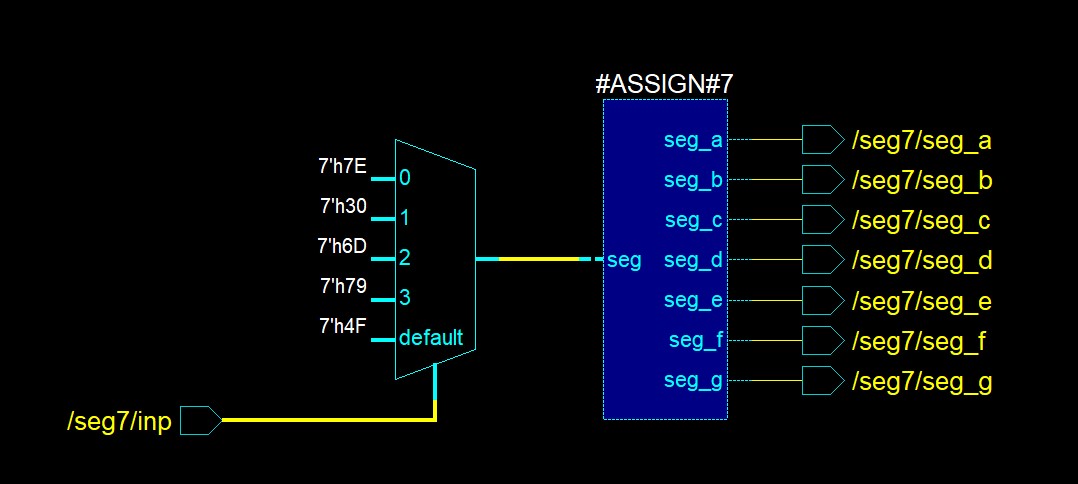 #ASSIGN#7
7'h7E 0
7'h30 1
7'h6D 2
7'h79 3
7'h4F default
/seg7/inp
seg
seg_a /seg7/seg_a
seg_b /seg7/seg_b
seg_c /seg7/seg_c
seg_d /seg7/seg_d
seg_e /seg7/seg_e
seg_f /seg7/seg_f
seg_g /seg7/seg_g